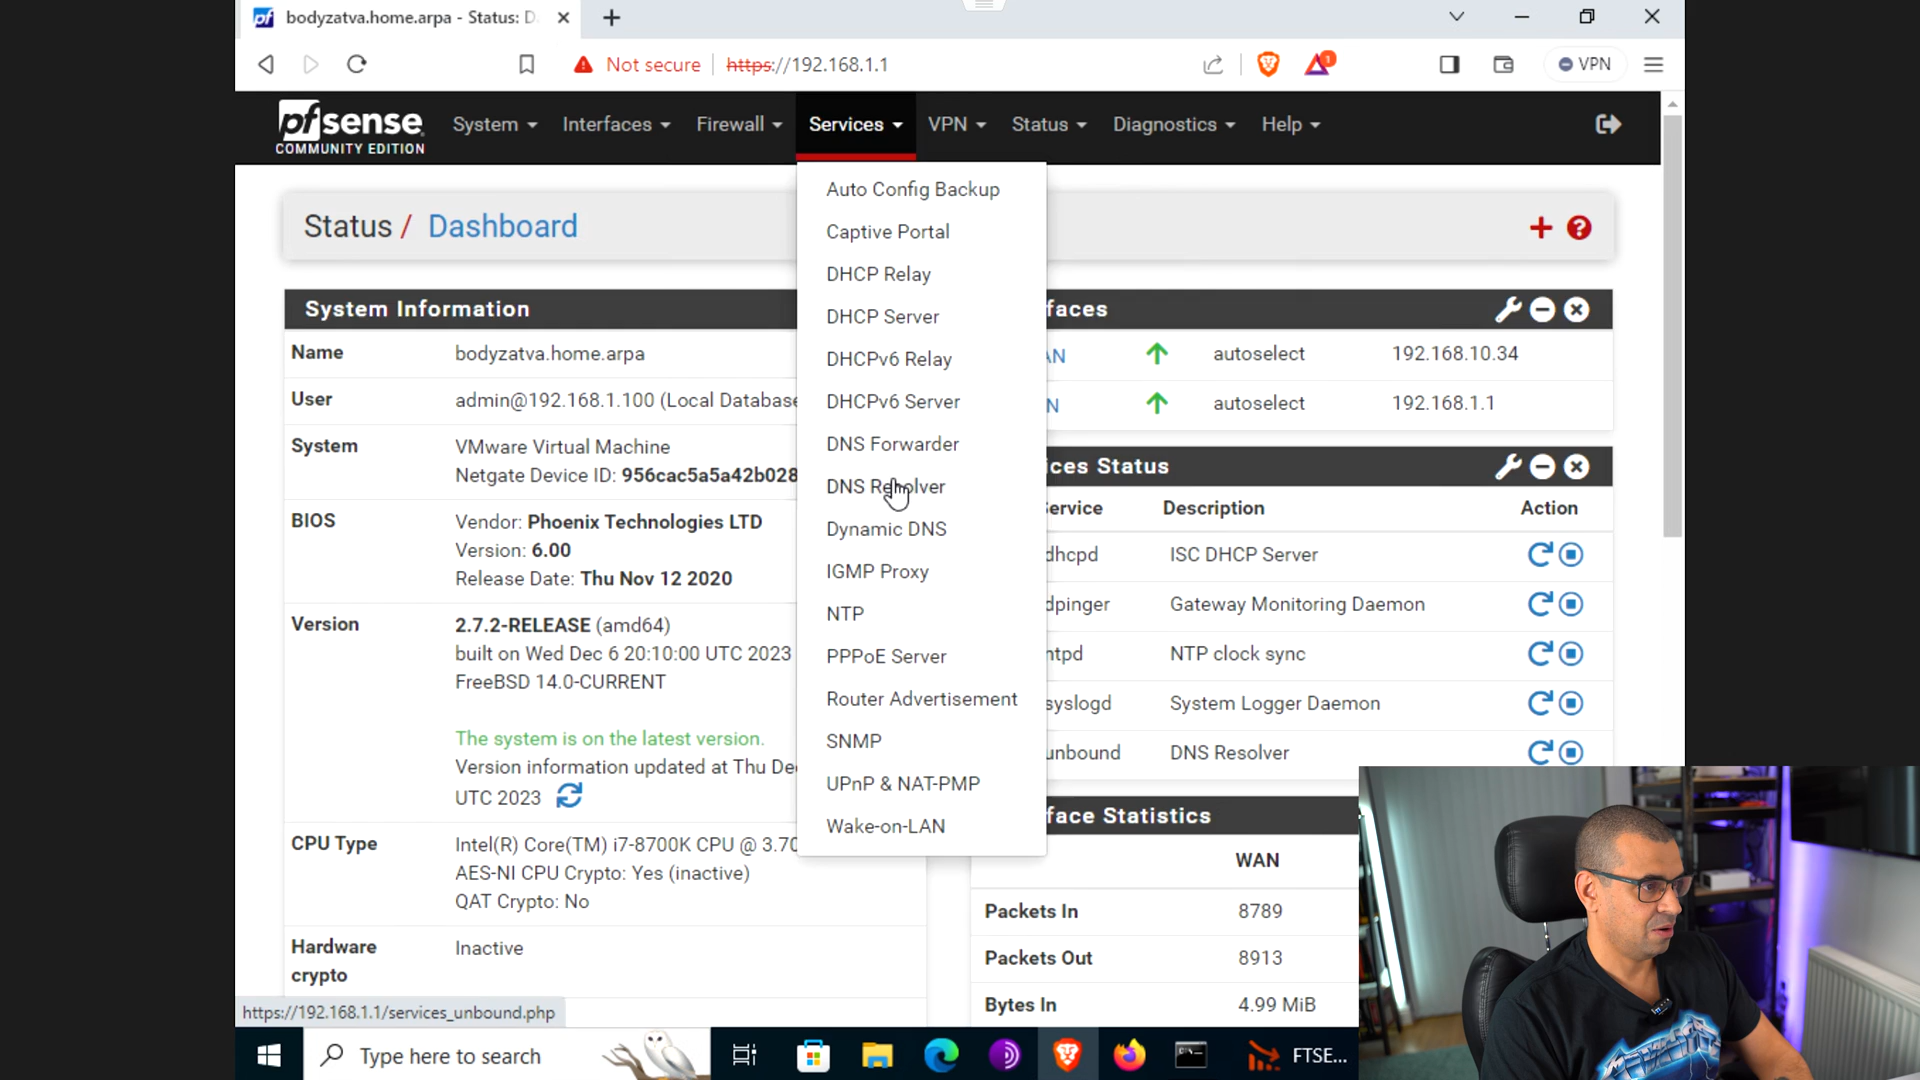 bodyzatva.home.arpa - Status: D
Not secure
https://192.168.1.1
1
VPN
pfsense
COMMUNITY EDITION
System
Interfaces
Firewall
Services
VPN
Status
Diagnostics
Help
Auto Config Backup
Captive Portal
DHCP Relay
DHCP Server
DHCPv6 Relay
DHCPv6 Server
DNS Forwarder
DNS Resolver
Dynamic DNS
IGMP Proxy
NTP
PPPoE Server
Router Advertisement
SNMP
UPnP & NAT-PMP
Wake-on-LAN
Status / Dashboard
System Information
Name bodyzatva.home.arpa
User admin@192.168.1.100 (Local Database
System VMware Virtual Machine
Netgate Device ID: 956cac5a5a42b028
BIOS Vendor: Phoenix Technologies LTD
Version: 6.00
Release Date: Thu Nov 12 2020
Version 2.7.2-RELEASE (amd64)
built on Wed Dec 6 20:10:00 UTC 2023
FreeBSD 14.0-CURRENT
The system is on the latest version.
Version information updated at Thu De
UTC 2023
CPU Type Intel(R) Core(TM) i7-8700K CPU @ 3.70
AES-NI CPU Crypto: Yes (inactive)
QAT Crypto: No
Hardware Inactive
crypto
faces
AN autoselect 192.168.10.34
N autoselect 192.168.1.1
ices Status
ervice Description Action
dhcpd ISC DHCP Server
dpinger Gateway Monitoring Daemon
ntpd NTP clock sync
syslogd System Logger Daemon
unbound DNS Resolver
face Statistics
WAN
Packets In 8789
Packets Out 8913
Bytes In 4.99 MiB
https://192.168.1.1/services_unbound.php
Type here to search
FTSE...